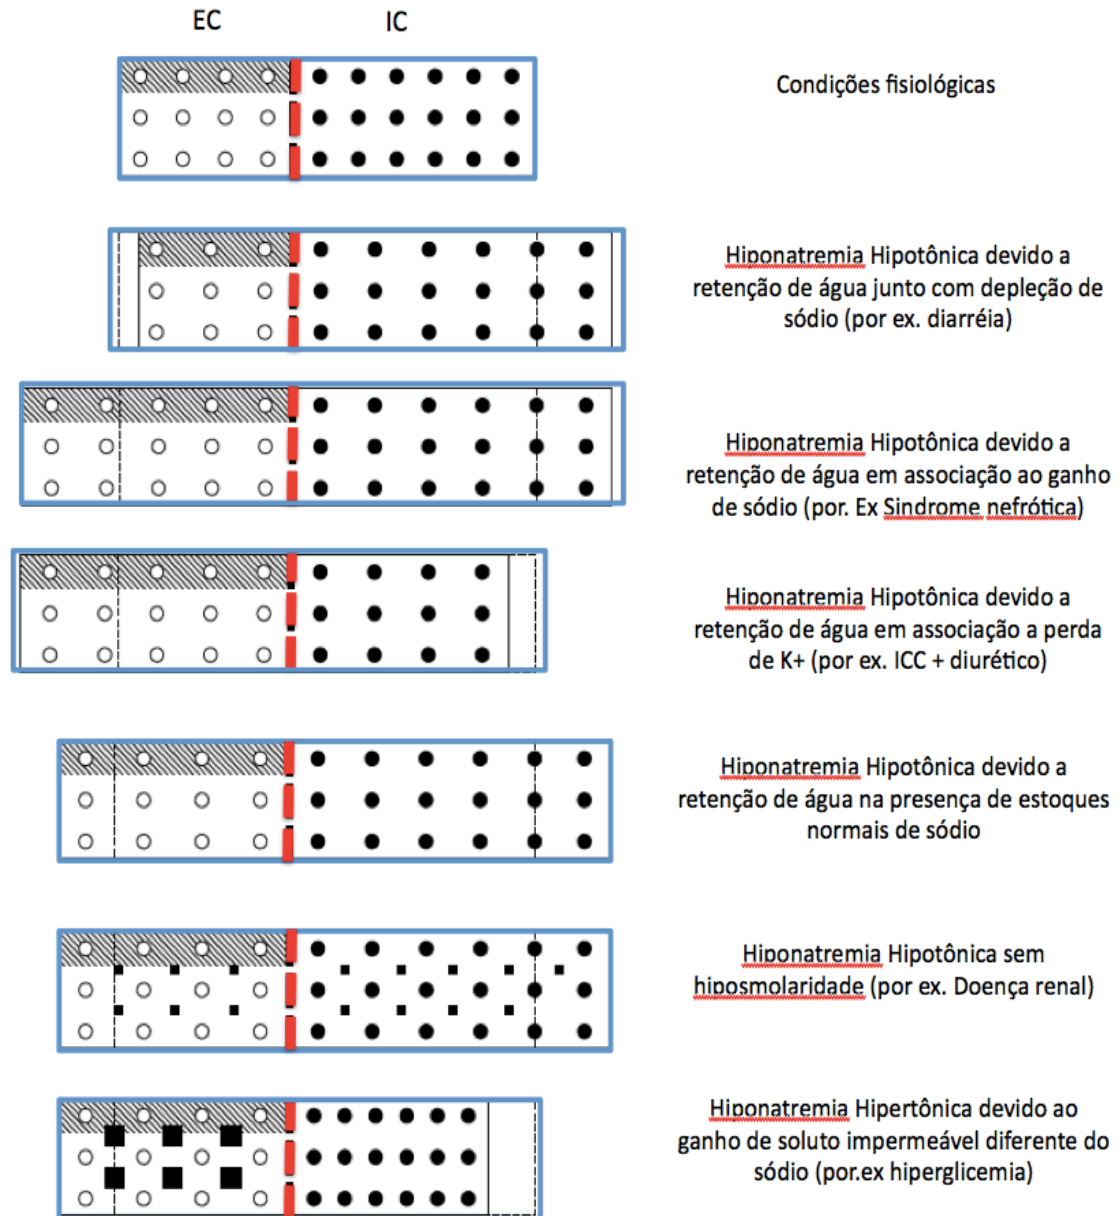 EC IC
Condições fisiológicas
Hiponatremia Hipotônica devido a
retenção de água junto com depleção de
sódio (por ex. diarréia)
Hiponatremia Hipotônica devido a
retenção de água em associação ao ganho
de sódio (por. Ex Sindrome nefrótica)
Hiponatremia Hipotônica devido a
retenção de água em associação a perda
de K+ (por ex. ICC + diurético)
Hiponatremia Hipotônica devido a
retenção de água na presença de estoques
normais de sódio
Hiponatremia Hipotônica sem
hiposmolaridade (por ex. Doença renal)
Hiponatremia Hipertônica devido ao
ganho de soluto impermeável diferente do
sódio (por.ex hiperglicemia)